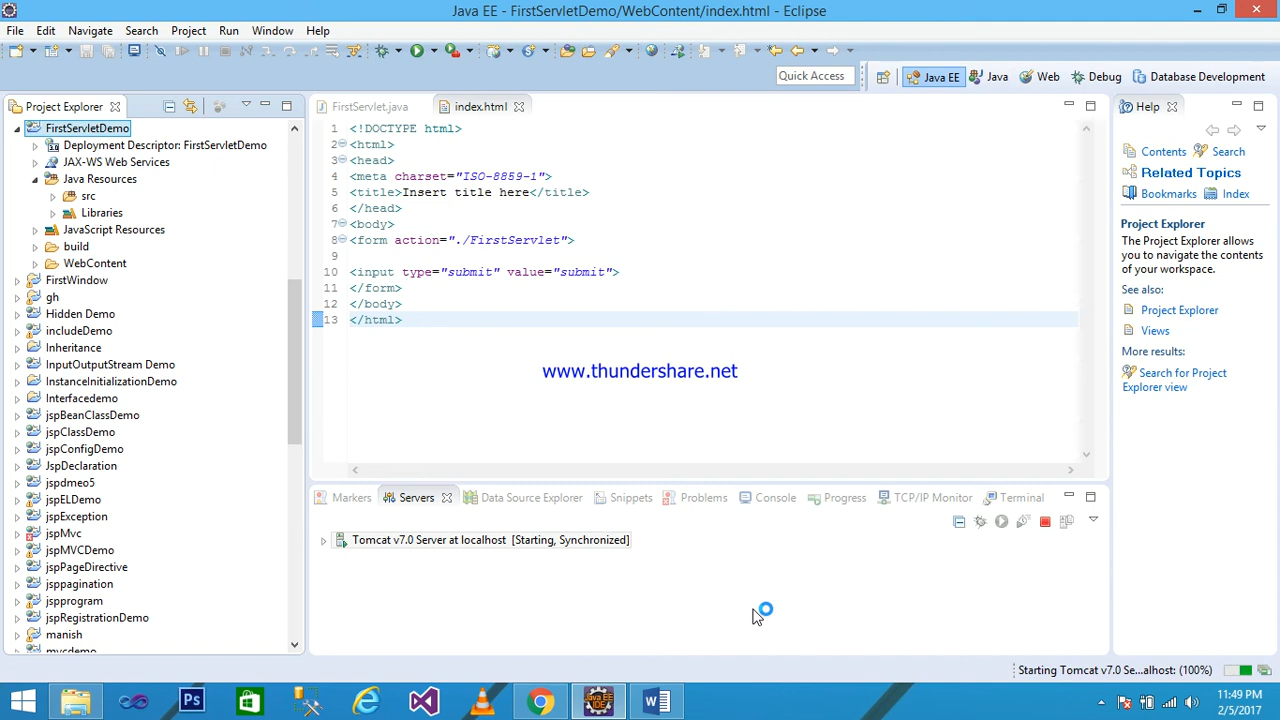 Java EE - FirstServletDemo/WebContent/index.html - Eclipse
File Edit Navigate Search Project Run Window Help
Quick Access
Java EE Java Web Debug Database Development
Project Explorer
FirstServletDemo
Deployment Descriptor: FirstServletDemo
JAX-WS Web Services
Java Resources
src
Libraries
JavaScript Resources
build
WebContent
FirstWindow
gh
Hidden Demo
includeDemo
Inheritance
InputOutputStream Demo
InstanceInitializationDemo
Interfacedemo
jspBeanClassDemo
jspClassDemo
jspConfigDemo
JspDeclaration
jspdmeo5
jspELDemo
jspException
jspMvc
jspMVCDemo
jspPageDirective
jsppagination
jspprogram
jspRegistrationDemo
manish
mvcdemo
FirstServlet.java index.html
1 <!DOCTYPE html>
2 <html>
3 <head>
4 <meta charset="ISO-8859-1">
5 <title>Insert title here</title>
6 </head>
7 <body>
8 <form action="./FirstServlet">
9
10 <input type="submit" value="submit">
11 </form>
12 </body>
13 </html>
www.thundershare.net
Markers Servers Data Source Explorer Snippets Problems Console Progress TCP/IP Monitor Terminal
Tomcat v7.0 Server at localhost [Starting, Synchronized]
Help
Contents Search
Related Topics
Bookmarks Index
Project Explorer
The Project Explorer allows
you to navigate the contents
of your workspace.
See also:
Project Explorer
Views
More results:
Search for Project
Explorer view
Starting Tomcat v7.0 Se...alhost: (100%)
Ps
Java EE
IDE
11:49 PM
2/5/2017